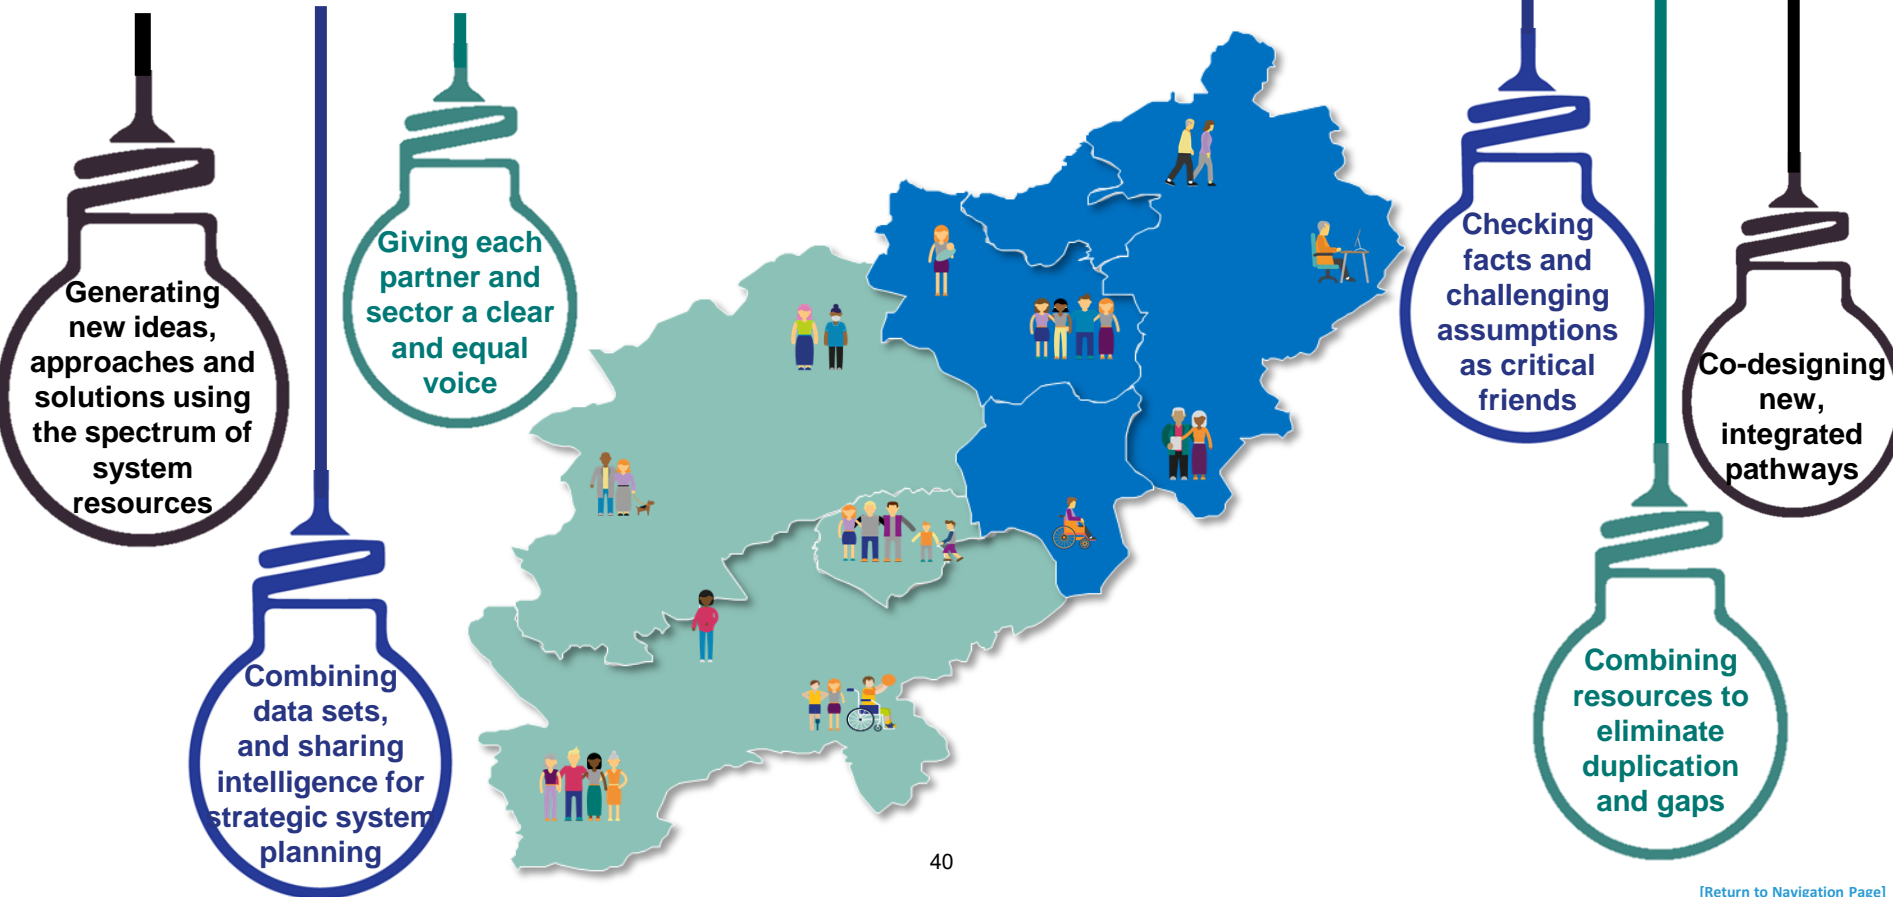 Generating
new ideas,
approaches and
solutions using
the spectrum of
system
resources
Combining
data sets,
and sharing
intelligence for
strategic system
planning
Giving each
partner and
sector a clear
and equal
voice
Checking
facts and
challenging
assumptions
as critical
friends
Combining
resources to
eliminate
duplication
and gaps
Co-designing
new,
integrated
pathways
40
[Return to Navigation Page]